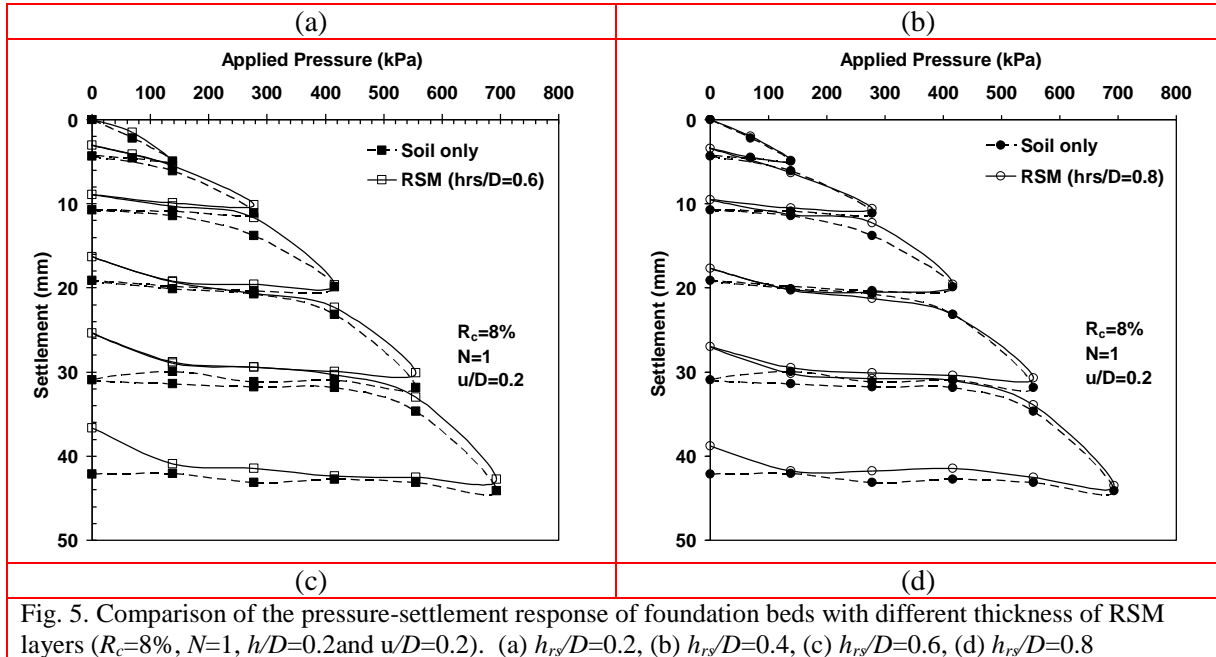 (a) (b)
Applied Pressure (kPa)
0 100 200 300 400 500 600 700 800
0
10
20
30
40
50
Settlement (mm)
Soil only
RSM (hrs/D=0.6)
Rc=8%
N=1
u/D=0.2
Applied Pressure (kPa)
0 100 200 300 400 500 600 700 800
0
10
20
30
40
50
Settlement (mm)
Soil only
RSM (hrs/D=0.8)
Rc=8%
N=1
u/D=0.2
(c) (d)
Fig. 5. Comparison of the pressure-settlement response of foundation beds with different thickness of RSM
layers (Rc=8%, N=1, h/D=0.2and u/D=0.2). (a) hrs/D=0.2, (b) hrs/D=0.4, (c) hrs/D=0.6, (d) hrs/D=0.8